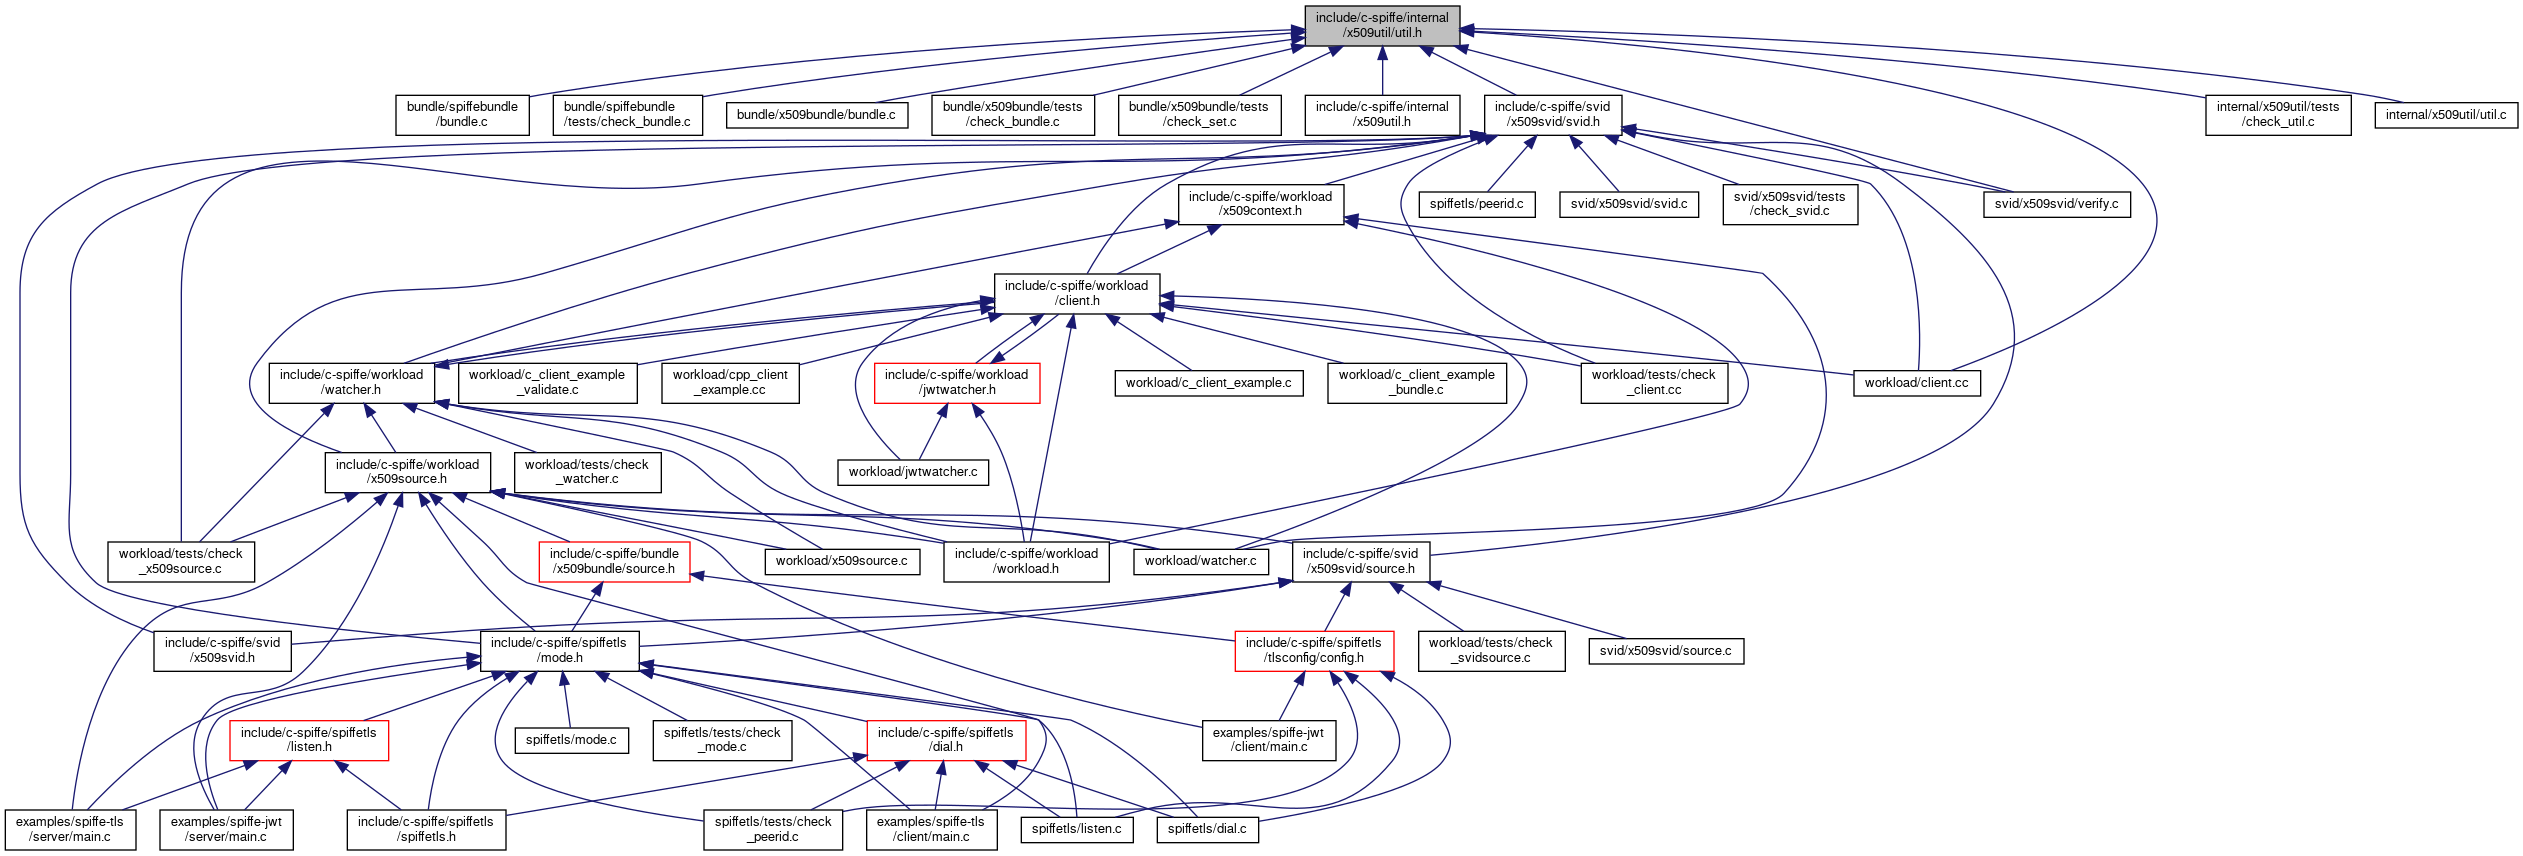 include/c-spiffe/internal
/x509util/util.h
bundle/spiffebundle
/bundle.c
bundle/spiffebundle
/tests/check_bundle.c
bundle/x509bundle/bundle.c
bundle/x509bundle/tests
/check_bundle.c
bundle/x509bundle/tests
/check_set.c
include/c-spiffe/internal
/x509util.h
include/c-spiffe/svid
/x509svid/svid.h
internal/x509util/tests
/check_util.c
internal/x509util/util.c
include/c-spiffe/workload
/x509context.h
spiffetls/peerid.c
svid/x509svid/svid.c
svid/x509svid/tests
/check_svid.c
svid/x509svid/verify.c
include/c-spiffe/workload
/client.h
include/c-spiffe/workload
/watcher.h
workload/c_client_example
_validate.c
workload/cpp_client
_example.cc
include/c-spiffe/workload
/jwtwatcher.h
workload/c_client_example.c
workload/c_client_example
_bundle.c
workload/tests/check
_client.cc
workload/client.cc
include/c-spiffe/workload
/x509source.h
workload/tests/check
_watcher.c
workload/jwtwatcher.c
workload/tests/check
_x509source.c
include/c-spiffe/bundle
/x509bundle/source.h
workload/x509source.c
include/c-spiffe/workload
/workload.h
workload/watcher.c
include/c-spiffe/svid
/x509svid/source.h
include/c-spiffe/svid
/x509svid.h
include/c-spiffe/spiffetls
/mode.h
include/c-spiffe/spiffetls
/tlsconfig/config.h
workload/tests/check
_svidsource.c
svid/x509svid/source.c
include/c-spiffe/spiffetls
/listen.h
spiffetls/mode.c
spiffetls/tests/check
_mode.c
include/c-spiffe/spiffetls
/dial.h
examples/spiffe-jwt
/client/main.c
examples/spiffe-tls
/server/main.c
examples/spiffe-jwt
/server/main.c
include/c-spiffe/spiffetls
/spiffetls.h
spiffetls/tests/check
_peerid.c
examples/spiffe-tls
/client/main.c
spiffetls/listen.c
spiffetls/dial.c